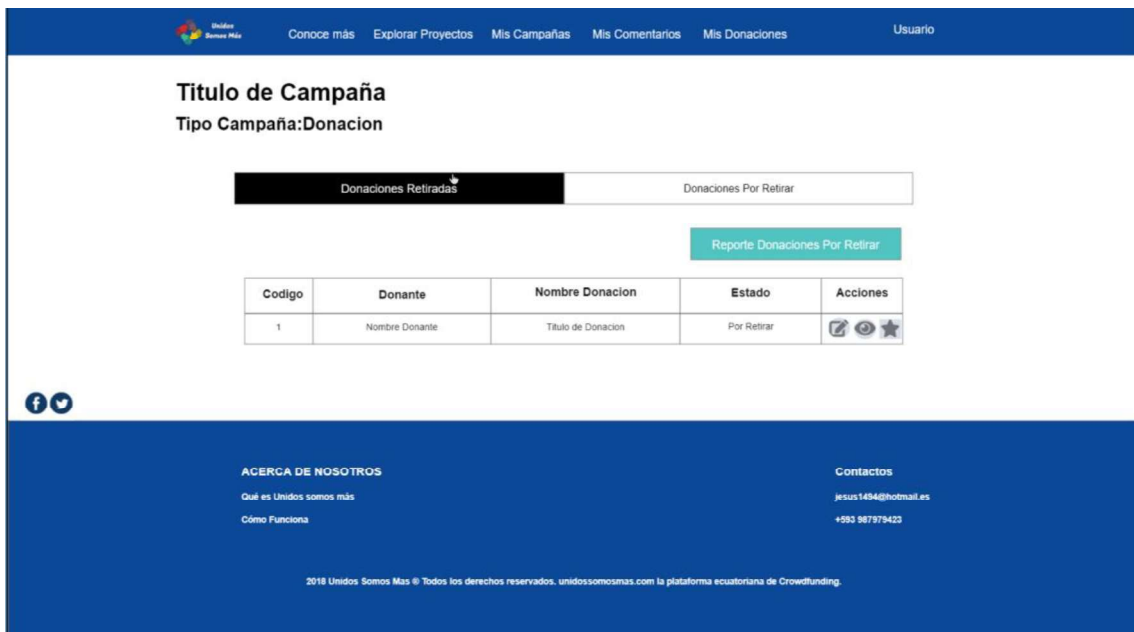 Unidos
Somos Más
Conoce más Explorar Proyectos Mis Campañas Mis Comentarios Mis Donaciones Usuario
Titulo de Campaña
Tipo Campaña:Donacion
Donaciones Retiradas Donaciones Por Retirar
Reporte Donaciones Por Retirar
Codigo Donante Nombre Donacion Estado Acciones
1 Nombre Donante Titulo de Donacion Por Retirar
ACERCA DE NOSOTROS Contactos
Qué es Unidos somos más jesus1494@hotmail.es
Cómo Funciona +593 987979423
2018 Unidos Somos Mas ® Todos los derechos reservados. unidossomosmas.com la plataforma ecuatoriana de Crowdfunding.